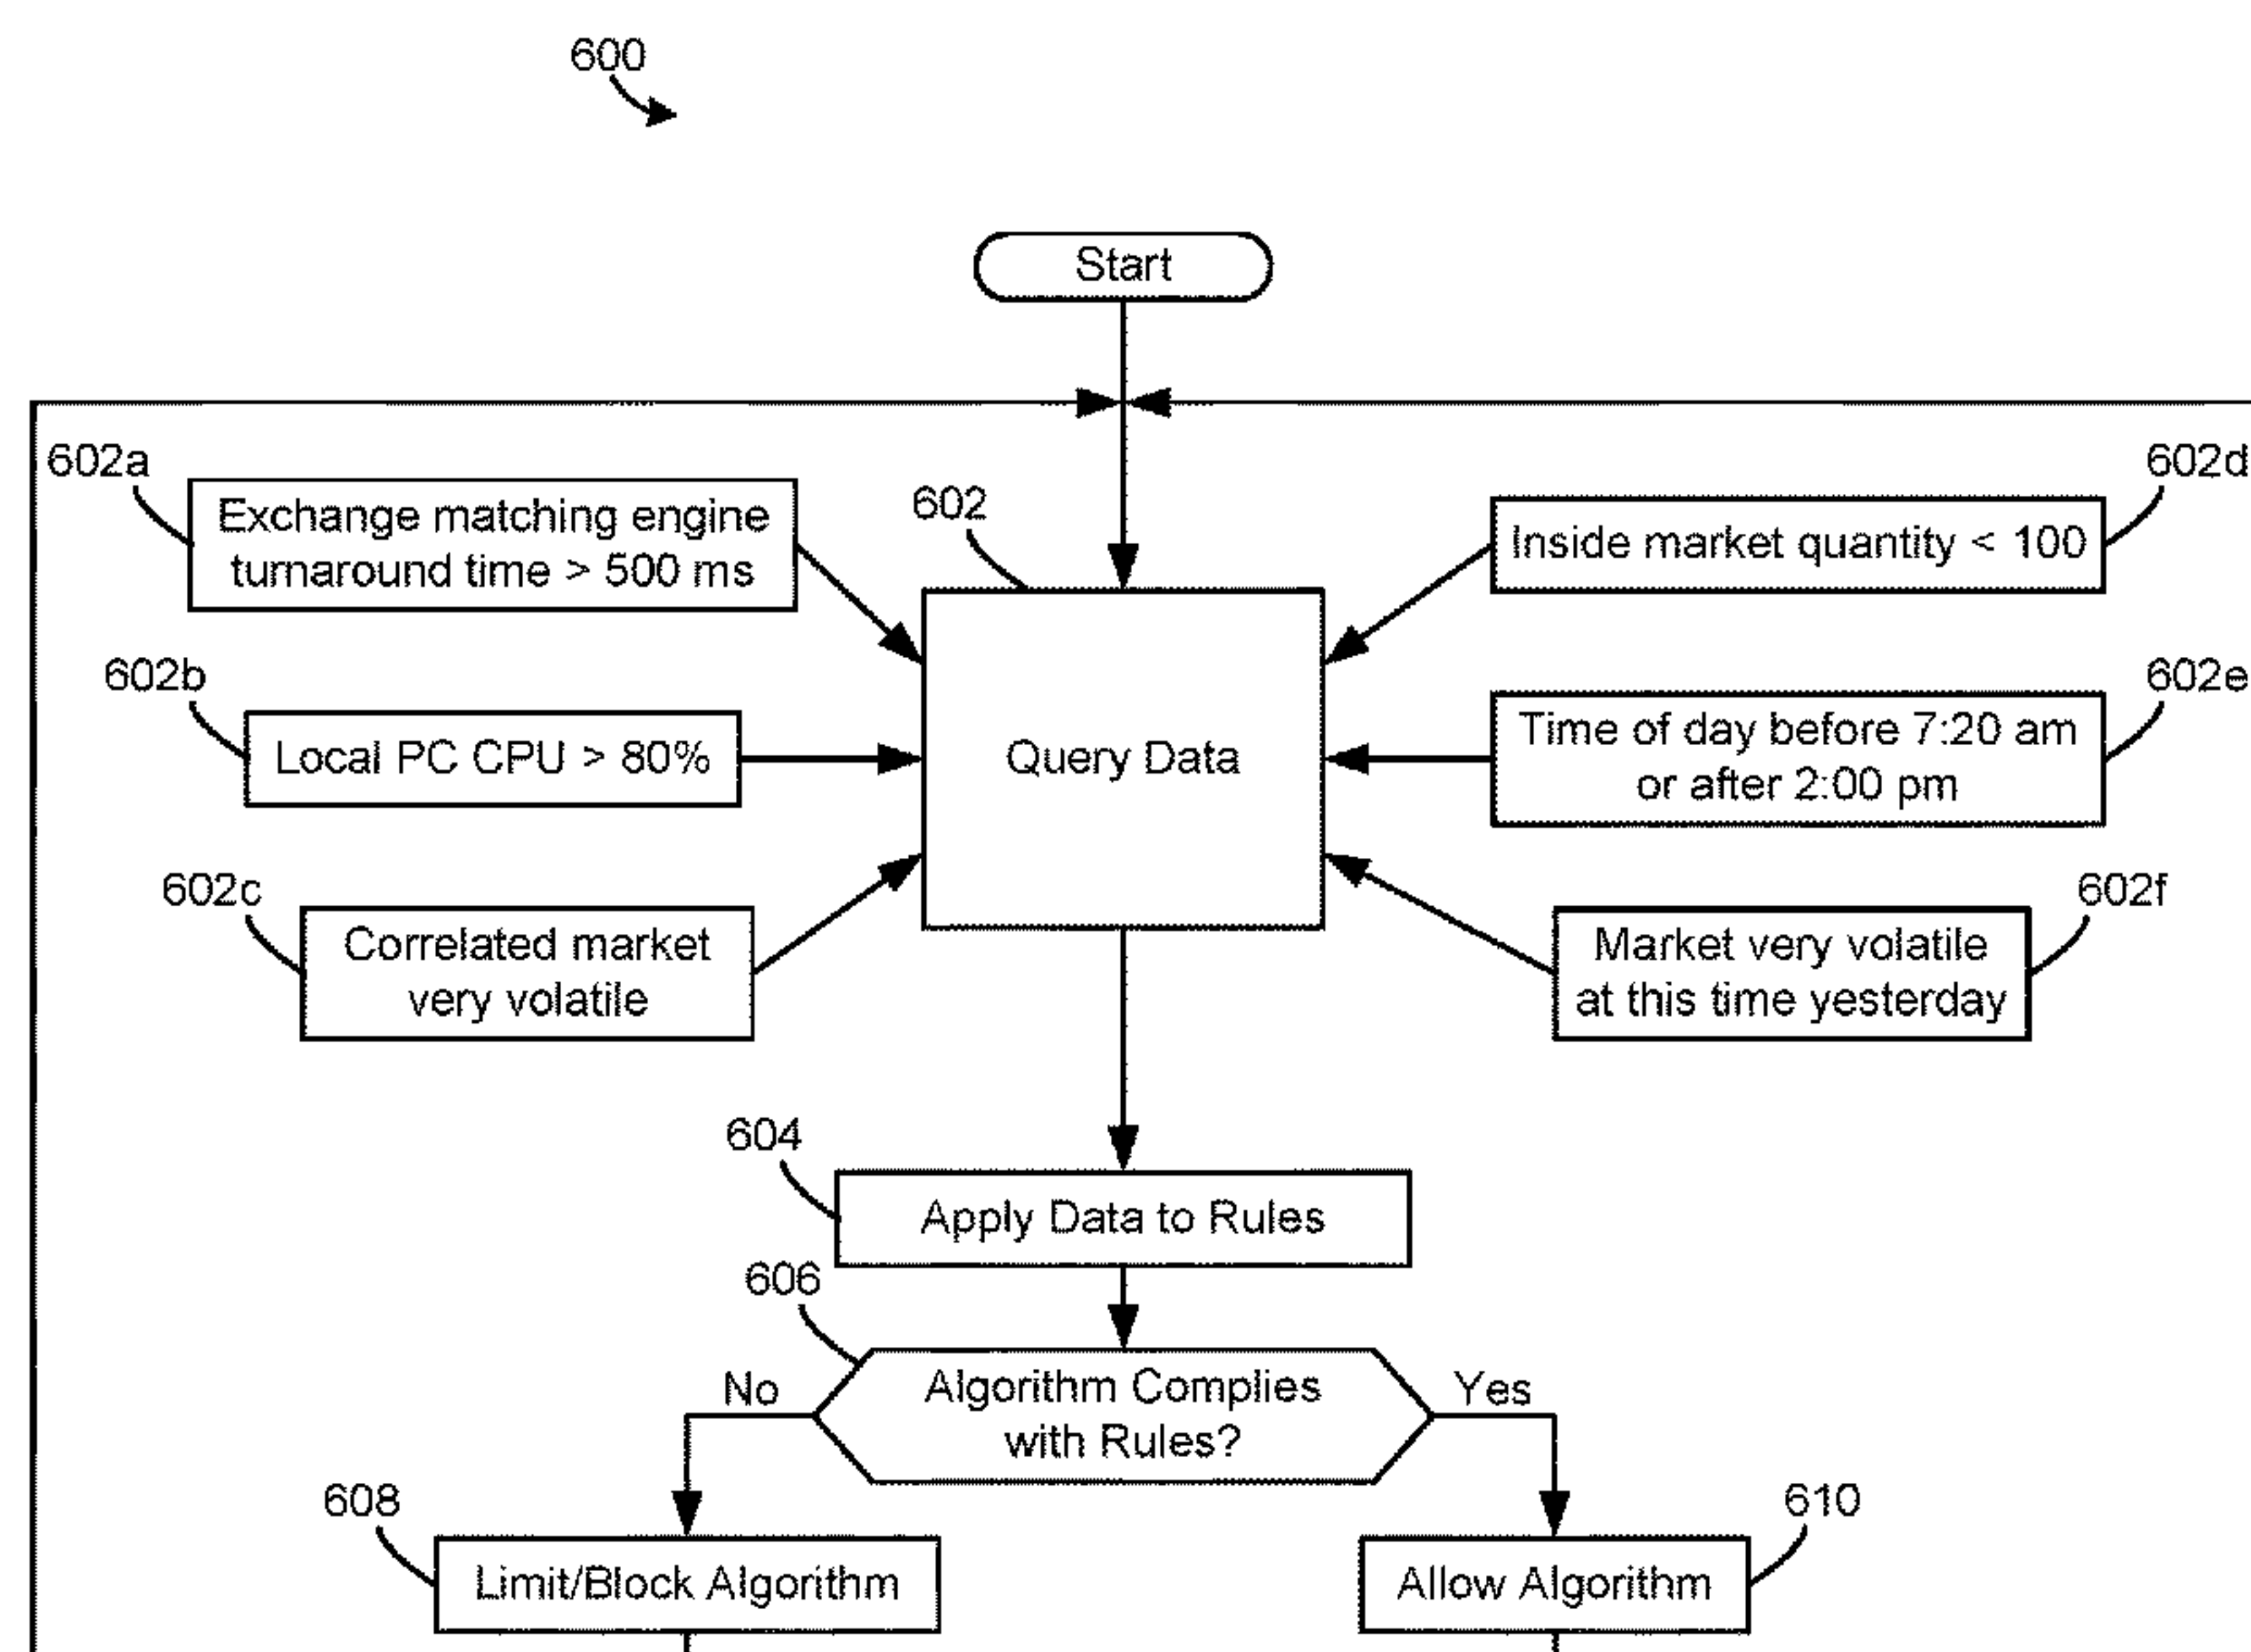 600
Start
602a
Exchange matching engine
turnaround time > 500 ms
602
602d
Inside market quantity < 100
602b
Local PC CPU > 80%
Query Data
602e
Time of day before 7:20 am
or after 2:00 pm
602c
Correlated market
very volatile
602f
Market very volatile
at this time yesterday
604
Apply Data to Rules
606
No
Algorithm Complies
with Rules?
Yes
608
Limit/Block Algorithm
610
Allow Algorithm